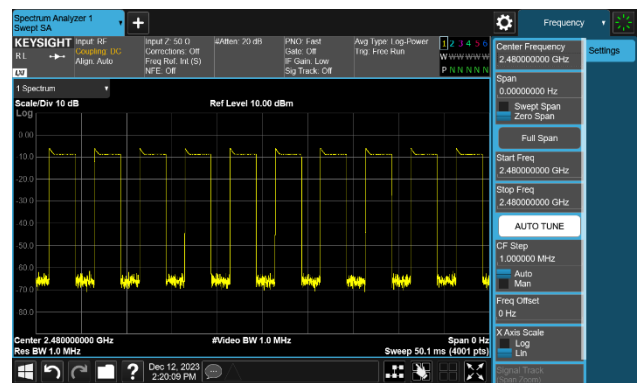 Spectrum Analyzer 1
Swept SA
+
Frequency
KEYSIGHT
Input: RF
Input Z: 50 Ω
#Atten: 20 dB
PNO: Fast
Avg Type: Log-Power
1 2 3 4 5 6
RL
Coupling: DC
Corrections: Off
Gate: Off
Trig: Free Run
W W W W W W
Align: Auto
Freq Ref: Int (S)
IF Gain: Low
P N N N N N
LW
NFE: Off
Sig Track: Off
Center Frequency
2.480000000 GHz
Settings
Span
0.00000000 Hz
Swept Span
Zero Span
Full Span
Start Freq
2.480000000 GHz
Stop Freq
2.480000000 GHz
AUTO TUNE
CF Step
1.000000 MHz
Auto
Man
Freq Offset
0 Hz
X Axis Scale
Log
Lin
Signal Track
(Span Zoom)
1 Spectrum
Scale/Div 10 dB
Ref Level 10.00 dBm
Log
0.00
-10.0
-20.0
-30.0
-40.0
-50.0
-60.0
-70.0
-80.0
Center 2.480000000 GHz
#Video BW 1.0 MHz
Span 0 Hz
Res BW 1.0 MHz
Sweep 50.1 ms (4001 pts)
?
Dec 12, 2023
2:20:09 PM